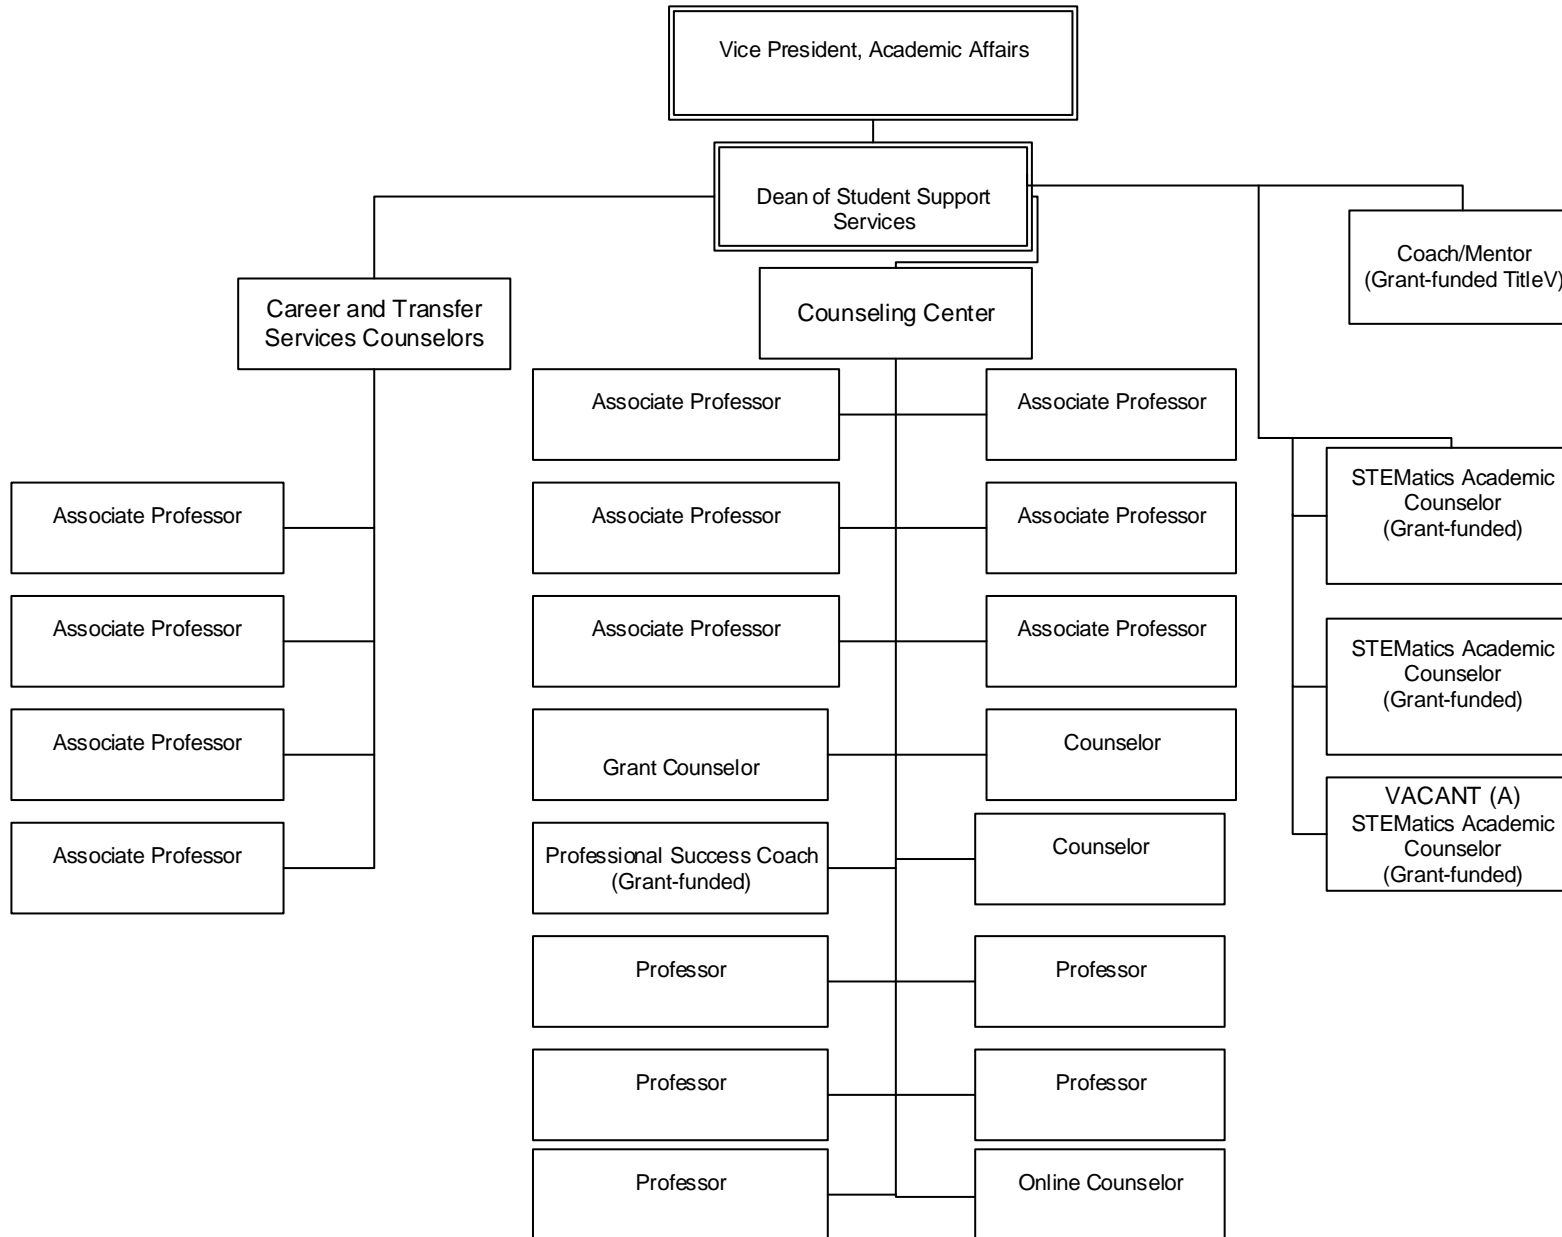 Vice President, Academic Affairs
Dean of Student Support
Services
Coach/Mentor
(Grant-funded TitleV)
Career and Transfer
Services Counselors
Counseling Center
Associate Professor
Associate Professor
Associate Professor
Associate Professor
Associate Professor
Associate Professor
Associate Professor
Associate Professor
Associate Professor
Associate Professor
Grant Counselor
Counselor
Professional Success Coach
(Grant-funded)
Counselor
Professor
Professor
Professor
Professor
Professor
Online Counselor
STEMatics Academic
Counselor
(Grant-funded)
STEMatics Academic
Counselor
(Grant-funded)
VACANT (A)
STEMatics Academic
Counselor
(Grant-funded)